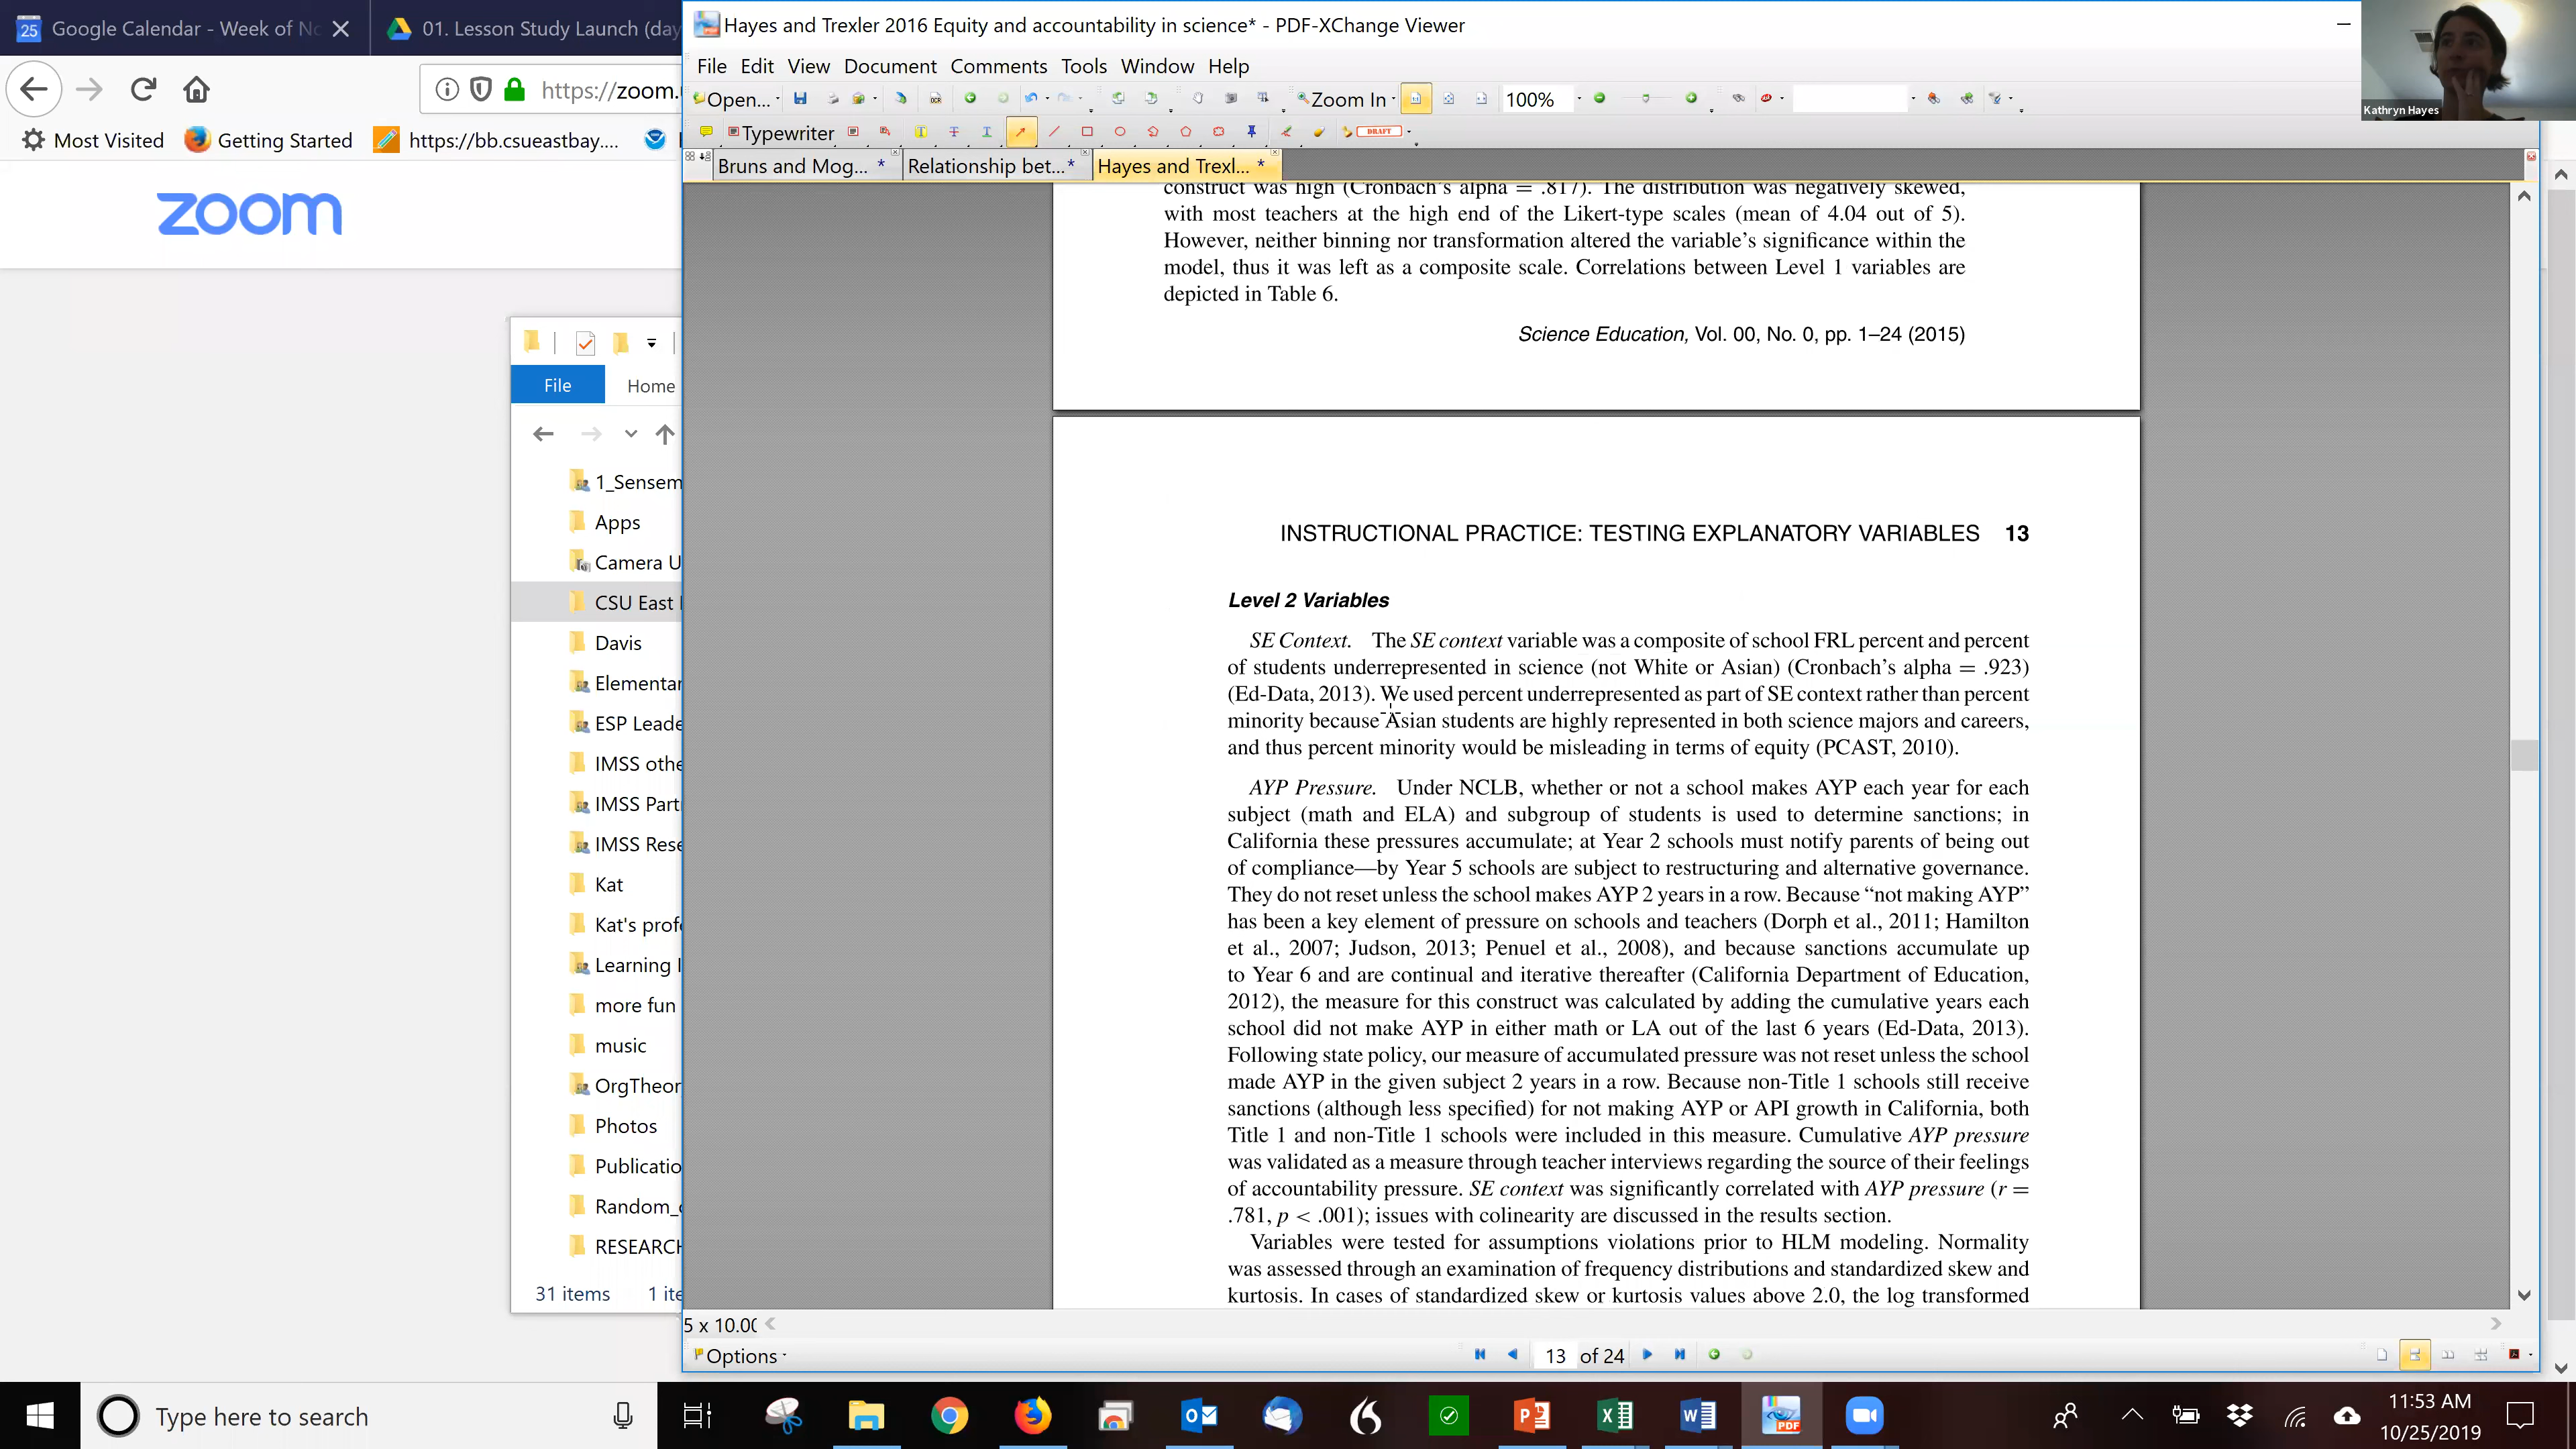 Google Calendar - Week of No
01. Lesson Study Launch (day
https://zoom.
Most Visited
Getting Started
https://bb.csueastbay....
zoom
File
Home
1_Sensem
Apps
Camera U
CSU East
Davis
Elementar
ESP Leade
IMSS othe
IMSS Part
IMSS Rese
Kat
Kat's profe
Learning I
more fun
music
OrgTheor
Photos
Publicatio
Random_
RESEARCH
31 items 1 ite
Hayes and Trexler 2016 Equity and accountability in science* - PDF-XChange Viewer
File Edit View Document Comments Tools Window Help
Open... Zoom In 100%
Typewriter DRAFT
Bruns and Mog... * Relationship bet... * Hayes and Trexl... *
Kathryn Hayes
construct was high (Cronbach's alpha = .817). The distribution was negatively skewed,
with most teachers at the high end of the Likert-type scales (mean of 4.04 out of 5).
However, neither binning nor transformation altered the variable's significance within the
model, thus it was left as a composite scale. Correlations between Level 1 variables are
depicted in Table 6.
Science Education, Vol. 00, No. 0, pp. 1–24 (2015)
INSTRUCTIONAL PRACTICE: TESTING EXPLANATORY VARIABLES 13
Level 2 Variables
SE Context. The SE context variable was a composite of school FRL percent and percent
of students underrepresented in science (not White or Asian) (Cronbach's alpha = .923)
(Ed-Data, 2013). We used percent underrepresented as part of SE context rather than percent
minority because Asian students are highly represented in both science majors and careers,
and thus percent minority would be misleading in terms of equity (PCAST, 2010).
AYP Pressure. Under NCLB, whether or not a school makes AYP each year for each
subject (math and ELA) and subgroup of students is used to determine sanctions; in
California these pressures accumulate; at Year 2 schools must notify parents of being out
of compliance—by Year 5 schools are subject to restructuring and alternative governance.
They do not reset unless the school makes AYP 2 years in a row. Because “not making AYP”
has been a key element of pressure on schools and teachers (Dorph et al., 2011; Hamilton
et al., 2007; Judson, 2013; Penuel et al., 2008), and because sanctions accumulate up
to Year 6 and are continual and iterative thereafter (California Department of Education,
2012), the measure for this construct was calculated by adding the cumulative years each
school did not make AYP in either math or LA out of the last 6 years (Ed-Data, 2013).
Following state policy, our measure of accumulated pressure was not reset unless the school
made AYP in the given subject 2 years in a row. Because non-Title 1 schools still receive
sanctions (although less specified) for not making AYP or API growth in California, both
Title 1 and non-Title 1 schools were included in this measure. Cumulative AYP pressure
was validated as a measure through teacher interviews regarding the source of their feelings
of accountability pressure. SE context was significantly correlated with AYP pressure (r =
.781, p < .001); issues with colinearity are discussed in the results section.
Variables were tested for assumptions violations prior to HLM modeling. Normality
was assessed through an examination of frequency distributions and standardized skew and
kurtosis. In cases of standardized skew or kurtosis values above 2.0, the log transformed
5 x 10.00
Options 13 of 24
Type here to search
11:53 AM
10/25/2019